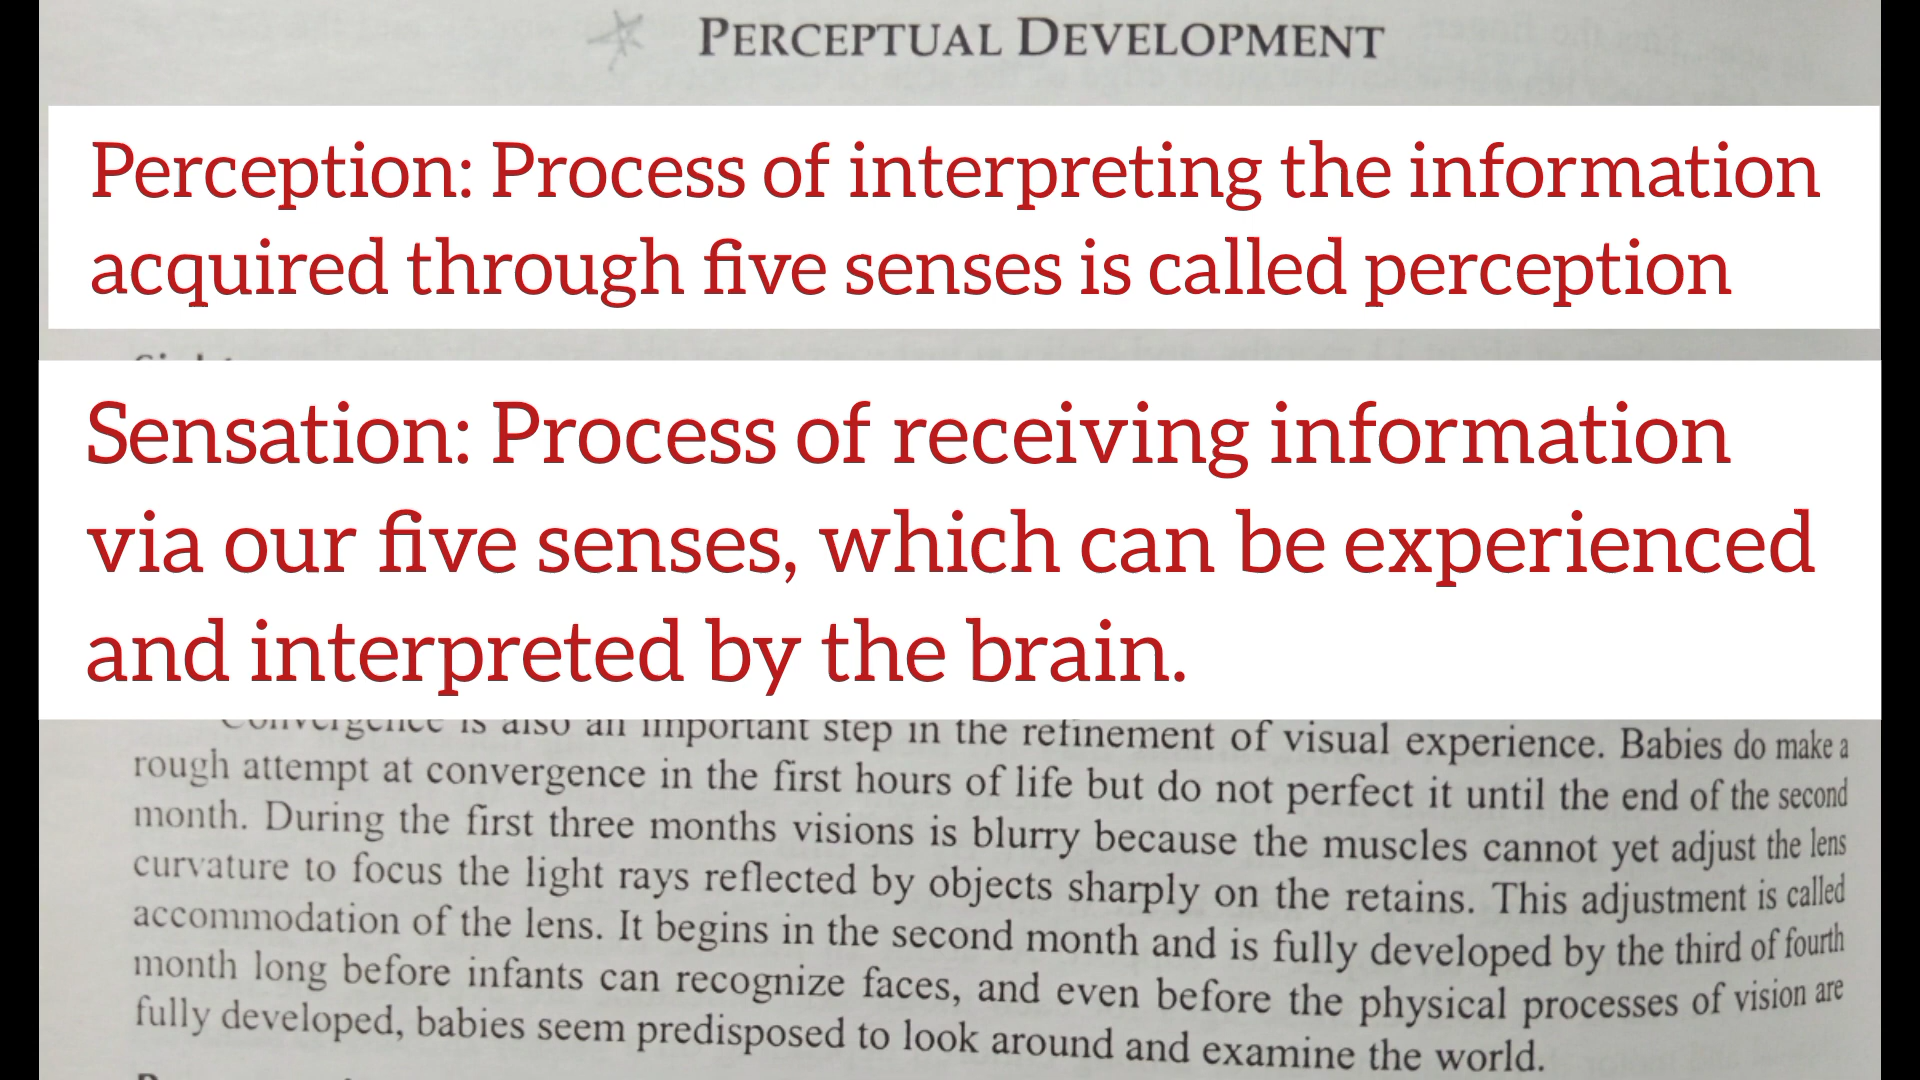 PERCEPTUAL DEVELOPMENT
Perception: Process of interpreting the information
acquired through five senses is called perception
Sensation: Process of receiving information
via our five senses, which can be experienced
and interpreted by the brain.
Convergence is also an important step in the refinement of visual experience. Babies do make a
rough attempt at convergence in the first hours of life but do not perfect it until the end of the second
month. During the first three months visions is blurry because the muscles cannot yet adjust the lens
curvature to focus the light rays reflected by objects sharply on the retains. This adjustment is called
accommodation of the lens. It begins in the second month and is fully developed by the third of fourth
month long before infants can recognize faces, and even before the physical processes of vision are
fully developed, babies seem predisposed to look around and examine the world.